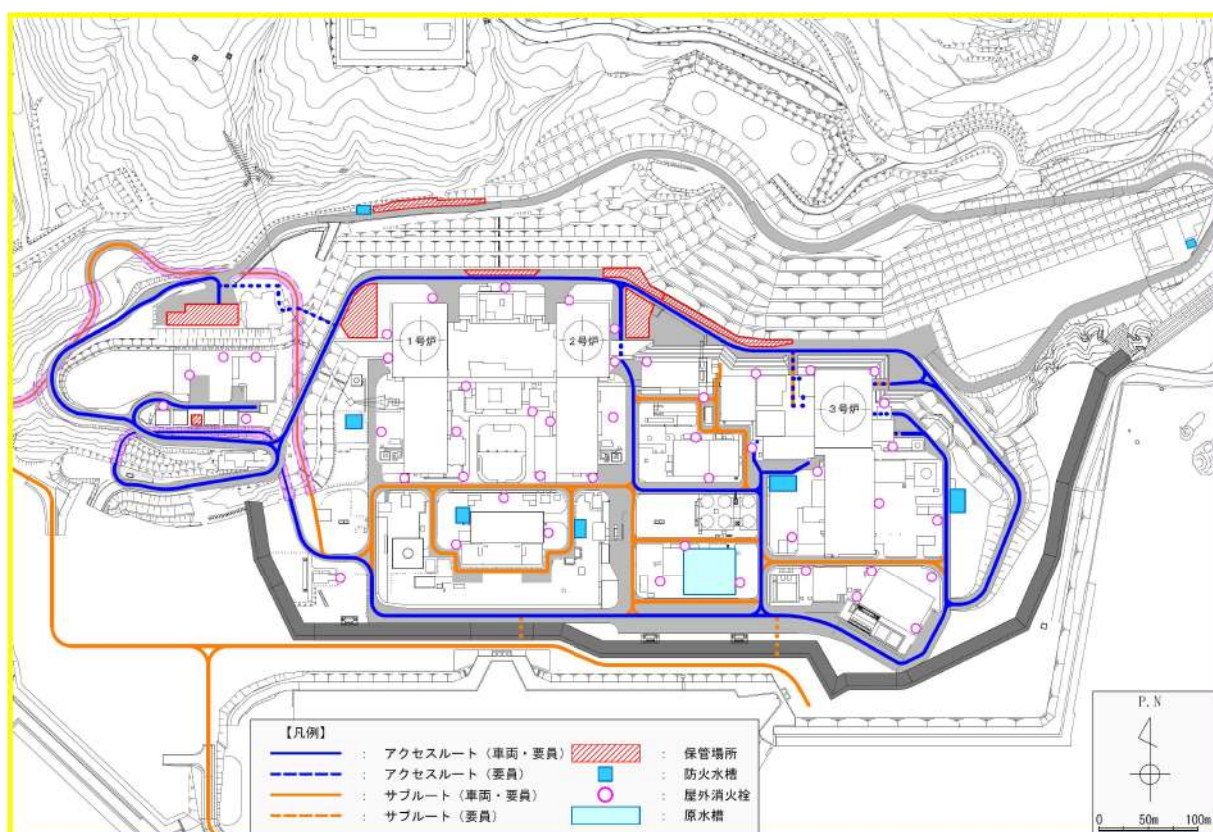 1号炉
2号炉
3号炉
【凡例】
: アクセスルート（車両・要員）
: アクセスルート（要員）
: サブルート（車両・要員）
: サブルート（要員）
: 保管場所
: 防火水槽
: 屋外消火栓
: 原水槽
P.N
0 50m 100m